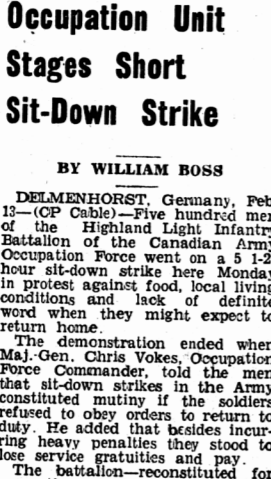 Occupation Unit
Stages Short
Sit-Down Strike
BY WILLIAM BOSS
DELMENHORST, Germany, Feb
13—(CP Cable)—Five hundred men
of the Highland Light Infantry
Battalion of the Canadian Army
Occupation Force went on a 5 1-2
hour sit-down strike here Monday
in protest against food, local living
conditions and lack of definite
word when they might expect to
return home.
The demonstration ended when
Maj.-Gen. Chris Vokes, Occupation
Force Commander, told the men
that sit-down strikes in the Army
constituted mutiny if the soldiers
refused to obey orders to return to
duty. He added that besides incur-
ring heavy penalties they stood to
lose service gratuities and pay.
The battalion—reconstituted for